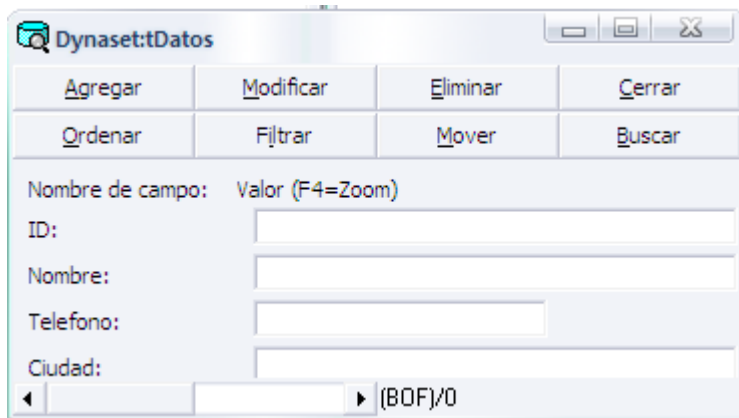 Dynaset:tDatos
Agregar Modificar Eliminar Cerrar
Ordenar Filtrar Mover Buscar
Nombre de campo: Valor (F4=Zoom)
ID:
Nombre:
Telefono:
Ciudad:
(BOF)/0